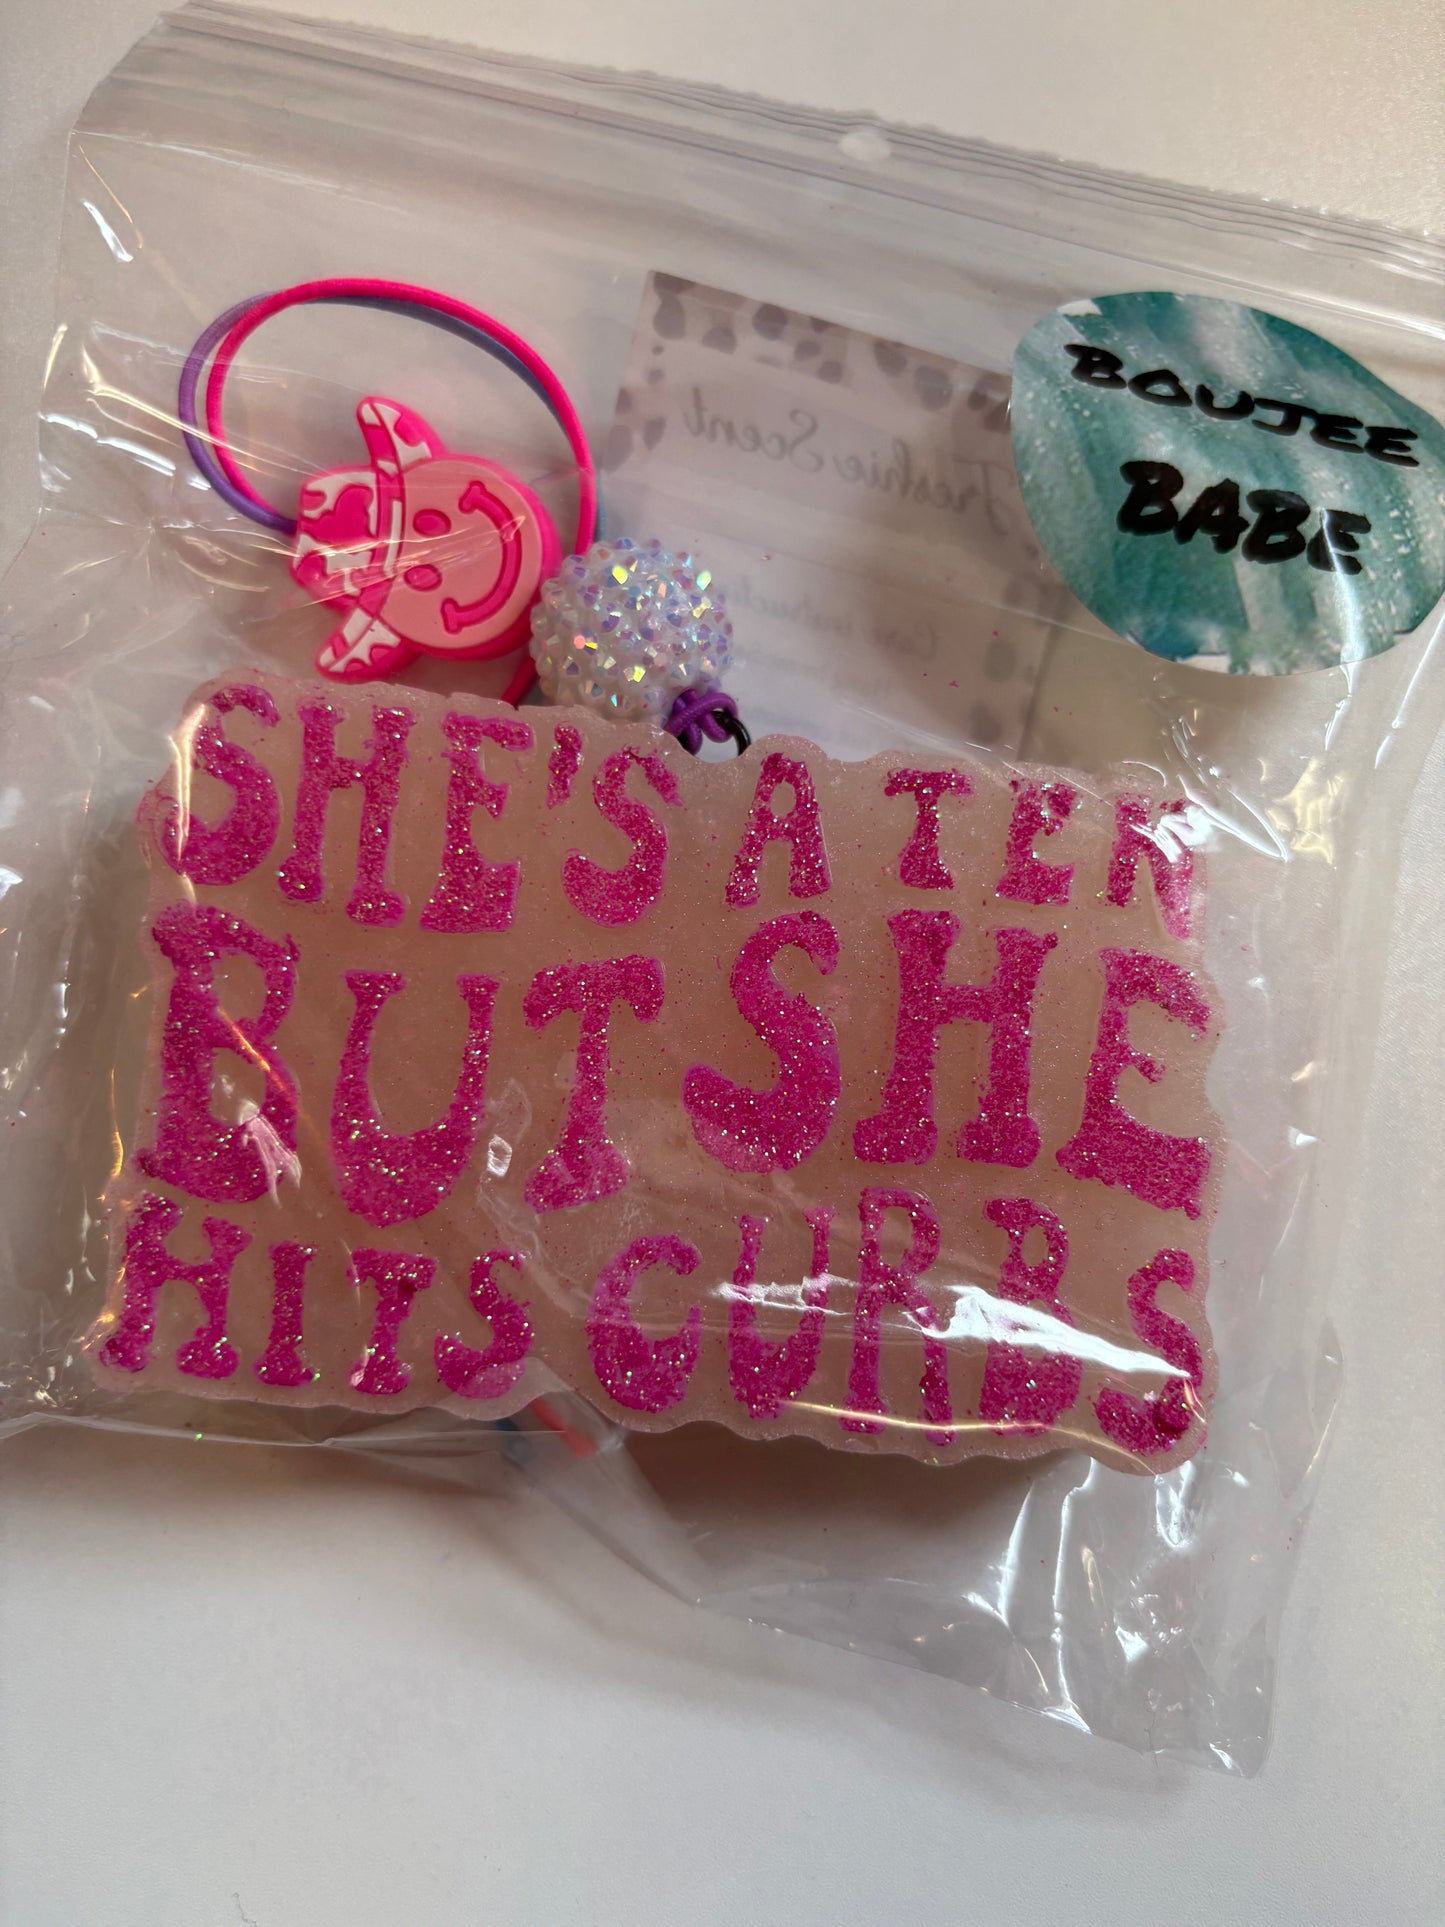 BOUJEE
BABE
Freshie Scent
SHE'S A TEN
BUT SHE
HITS CURBS